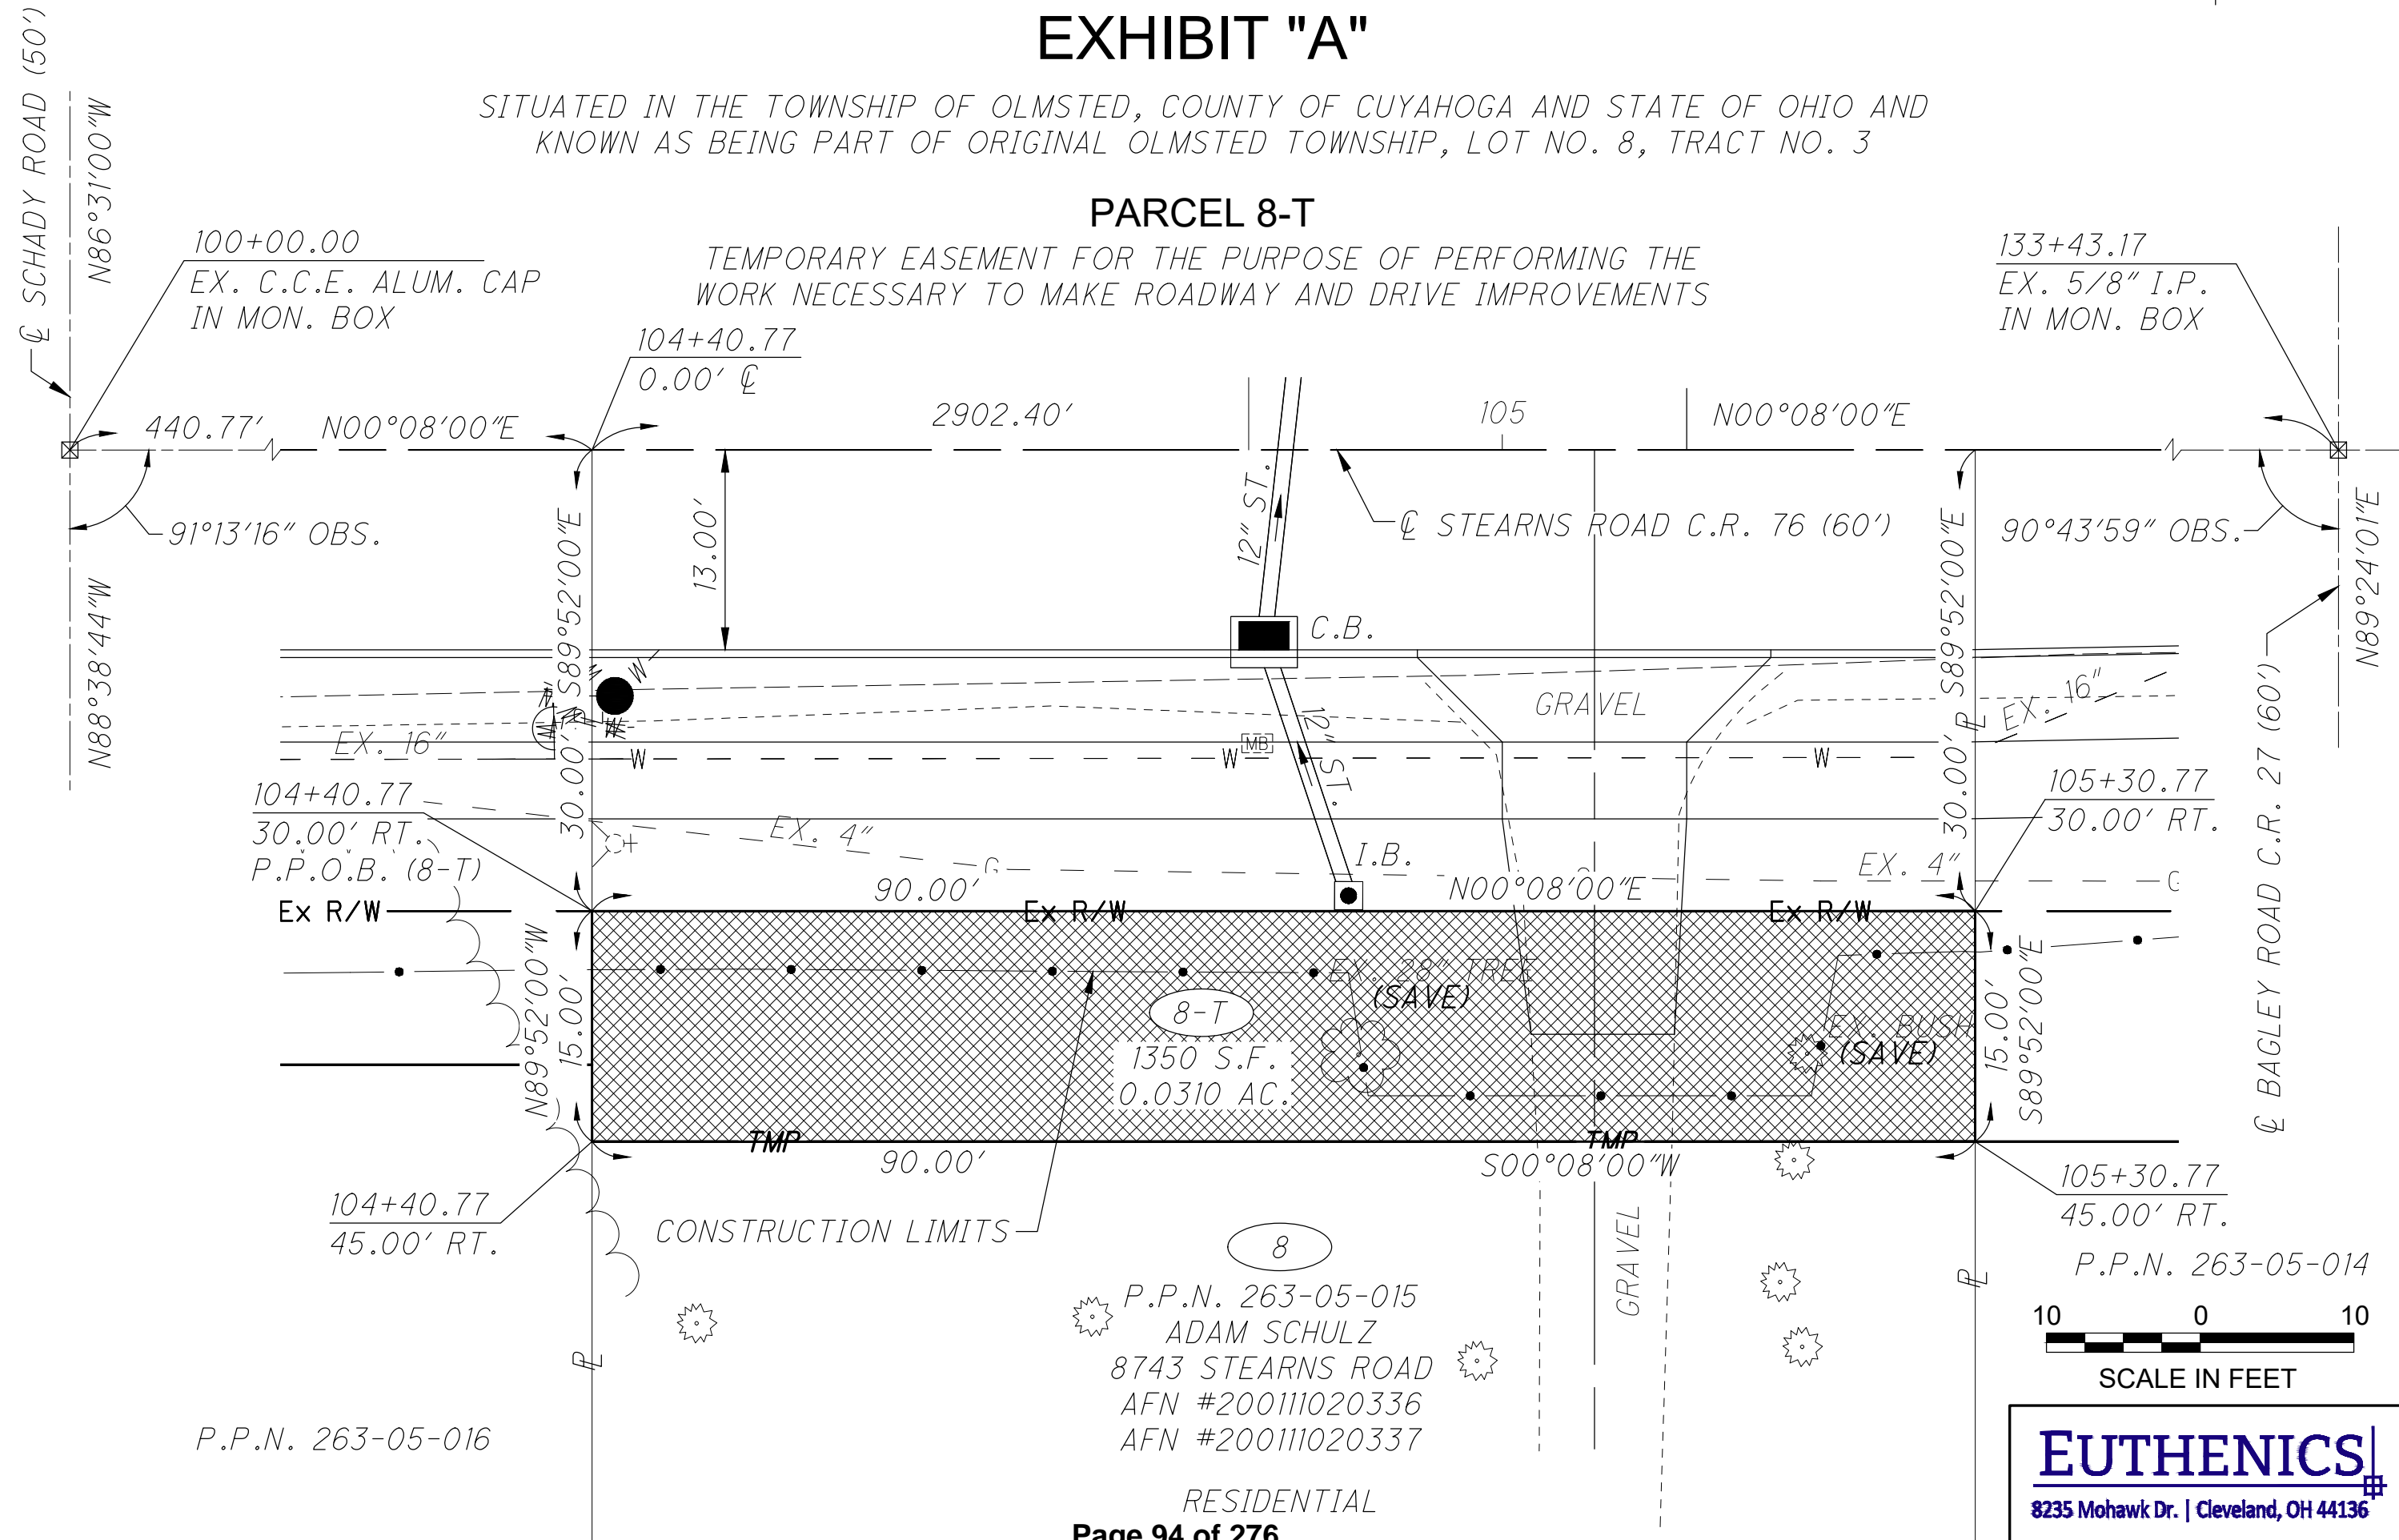 EXHIBIT "A"
SITUATED IN THE TOWNSHIP OF OLMSTED, COUNTY OF CUYAHOGA AND STATE OF OHIO AND
KNOWN AS BEING PART OF ORIGINAL OLMSTED TOWNSHIP, LOT NO. 8, TRACT NO. 3
PARCEL 8-T
TEMPORARY EASEMENT FOR THE PURPOSE OF PERFORMING THE
WORK NECESSARY TO MAKE ROADWAY AND DRIVE IMPROVEMENTS
℄ SCHADY ROAD (50')
N86°31'00"W
100+00.00
EX. C.C.E. ALUM. CAP
IN MON. BOX
133+43.17
EX. 5/8" I.P.
IN MON. BOX
104+40.77
0.00' ℄
440.77'
N00°08'00"E
2902.40'
105
N00°08'00"E
91°13'16" OBS.
N88°38'44"W
S89°52'00"E
30.00'
13.00'
12" ST.
℄ STEARNS ROAD C.R. 76 (60')
S89°52'00"E
30.00'
90°43'59" OBS.
N89°24'01"E
℄ BAGLEY ROAD C.R. 27 (60')
C.B.
GRAVEL
W
EX. 16"
W
MB
W
W
EX. 16"
℄
12" ST.
104+40.77
30.00' RT.
P.P.O.B. (8-T)
EX. 4"
G
I.B.
EX. 4"
G
105+30.77
30.00' RT.
90.00'
N00°08'00"E
Ex R/W
Ex R/W
Ex R/W
N89°52'00"W
15.00'
EX. 28" TREE
(SAVE)
8-T
1350 S.F.
0.0310 AC.
EX. BUSH
(SAVE)
15.00'
S89°52'00"E
TMP
TMP
90.00'
S00°08'00"W
104+40.77
45.00' RT.
CONSTRUCTION LIMITS
105+30.77
45.00' RT.
GRAVEL
8
P.P.N. 263-05-015
ADAM SCHULZ
8743 STEARNS ROAD
AFN #200111020336
AFN #200111020337
RESIDENTIAL
P.P.N. 263-05-014
P.P.N. 263-05-016
10 0 10
SCALE IN FEET
EUTHENICS
8235 Mohawk Dr. | Cleveland, OH 44136
Page 94 of 276